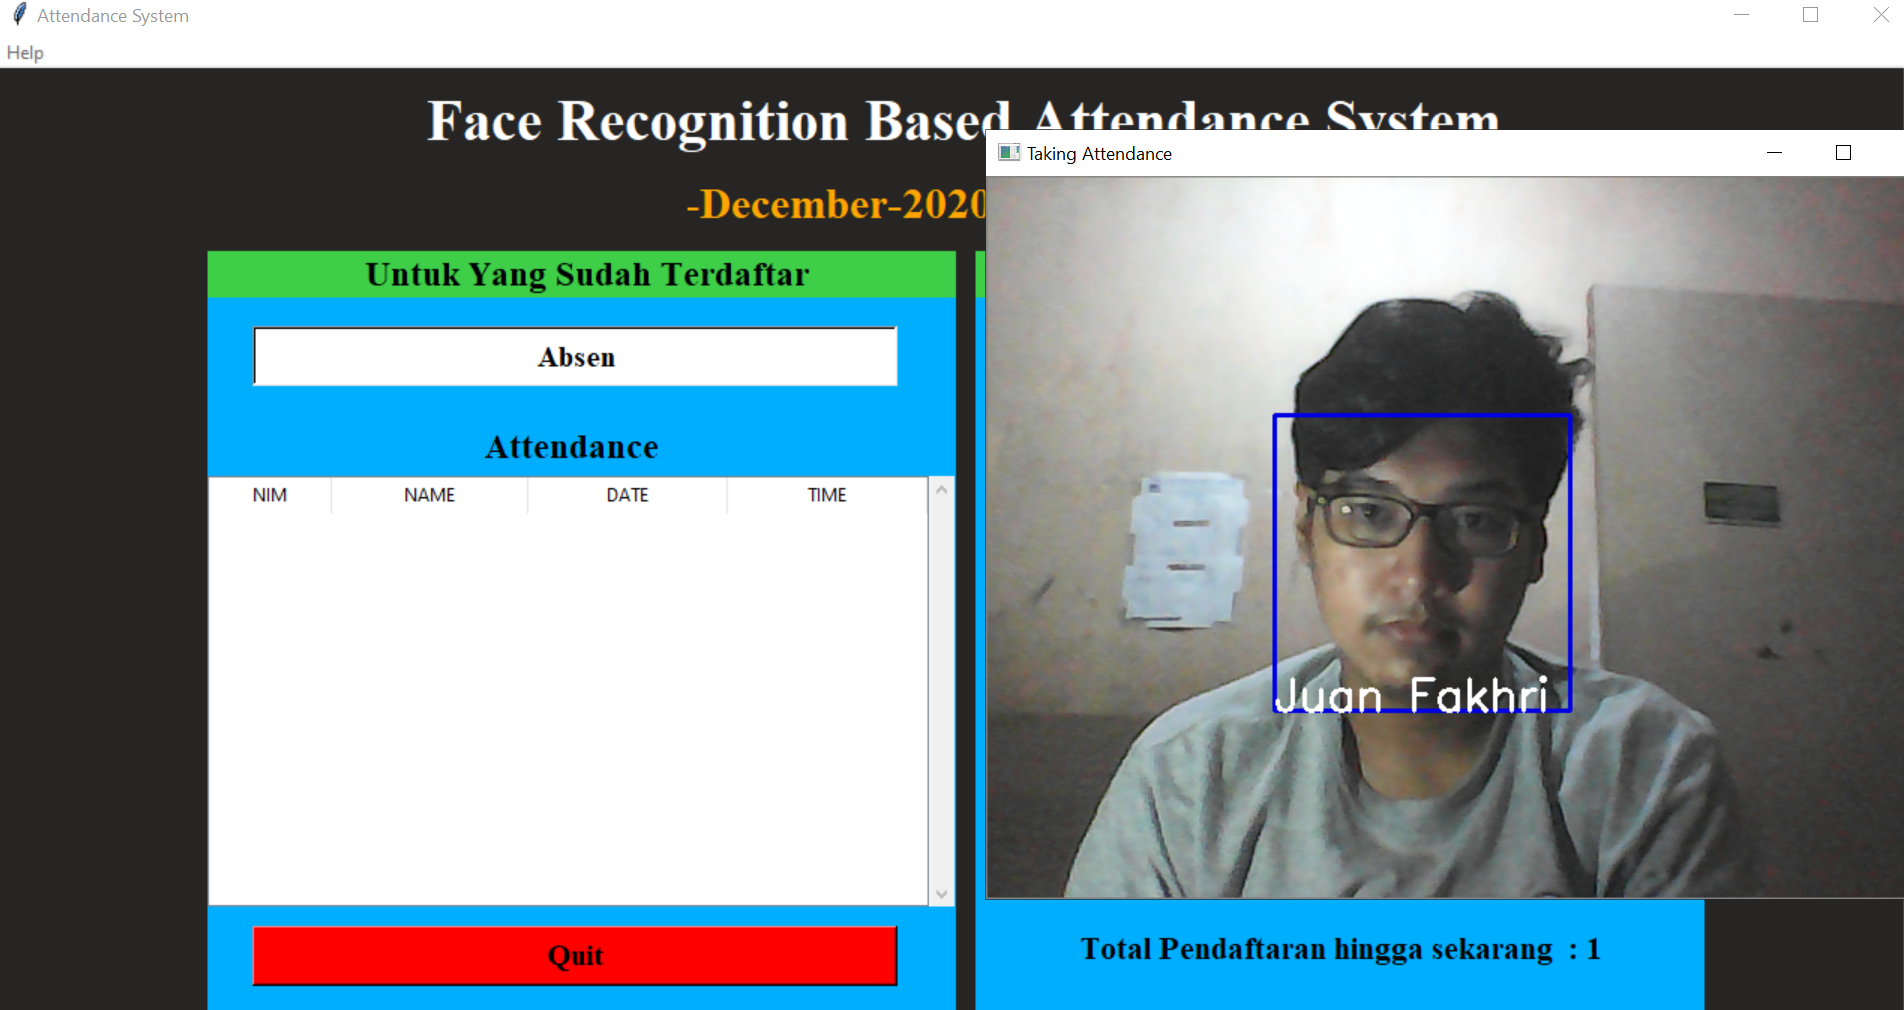 Attendance System
Help
Face Recognition Based Attendance System
-December-2020
Taking Attendance
Untuk Yang Sudah Terdaftar
Absen
Attendance
NIM NAME DATE TIME
Juan Fakhri
Quit
Total Pendaftaran hingga sekarang : 1